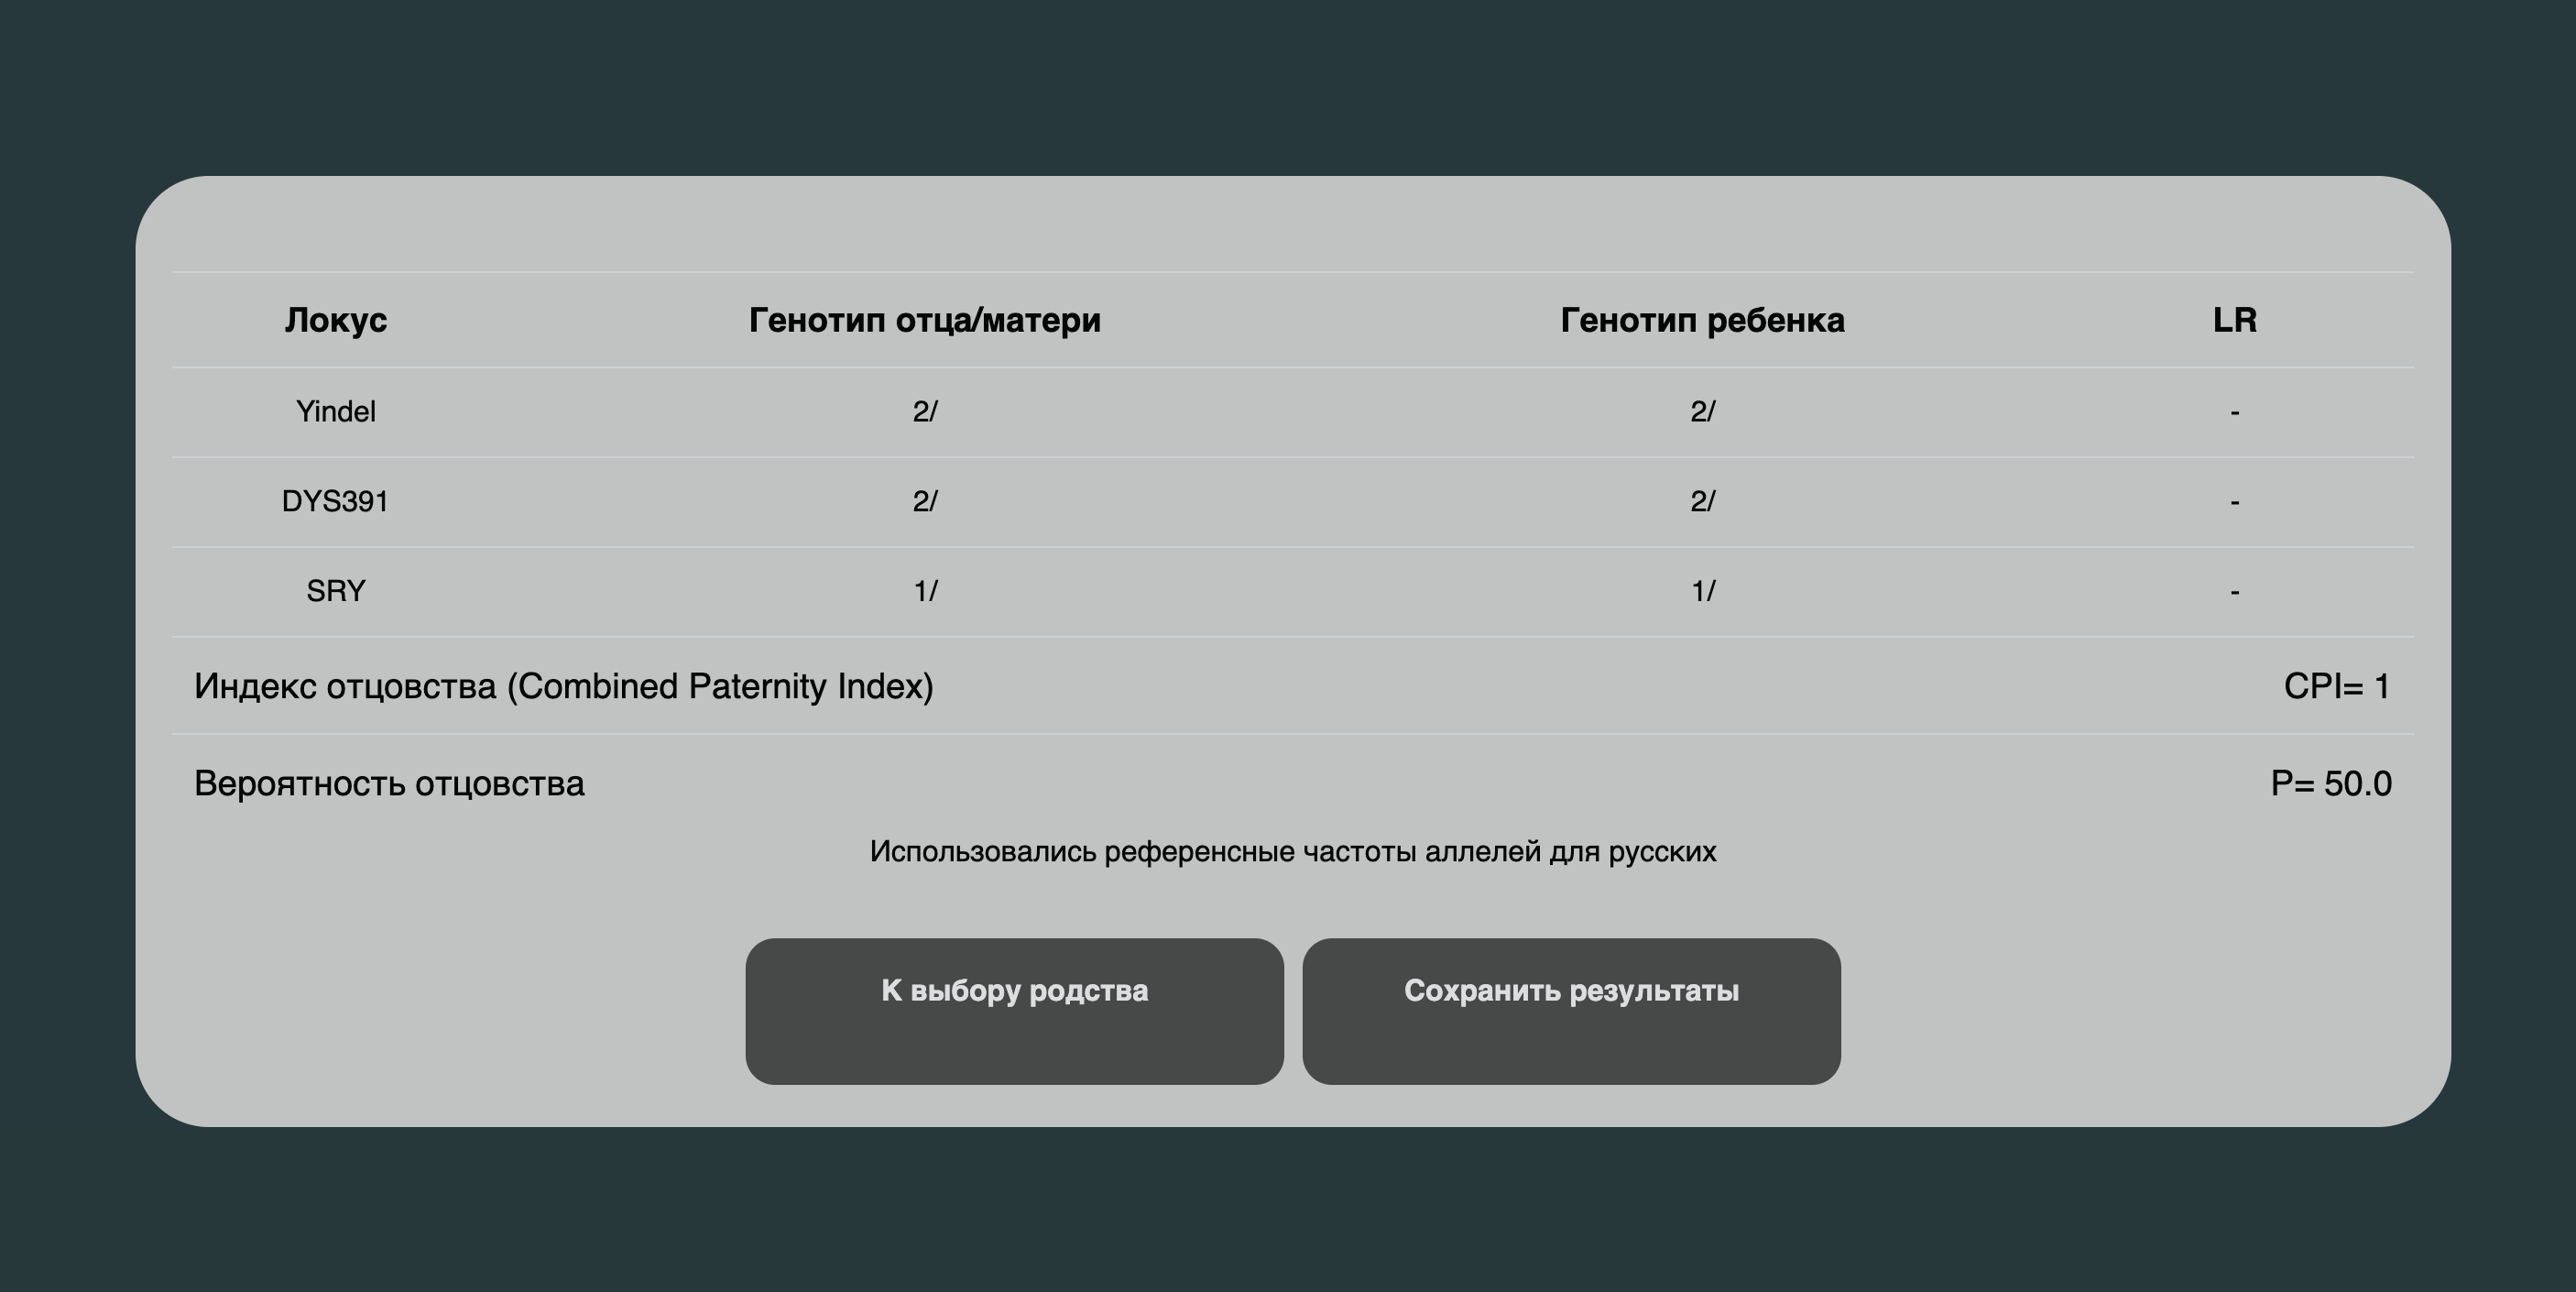 Локус Генотип отца/матери Генотип ребенка LR
Yindel 2/ 2/ -
DYS391 2/ 2/ -
SRY 1/ 1/ -
Индекс отцовства (Combined Paternity Index) CPI= 1
Вероятность отцовства P= 50.0
Использовались референсные частоты аллелей для русских
К выбору родства Сохранить результаты